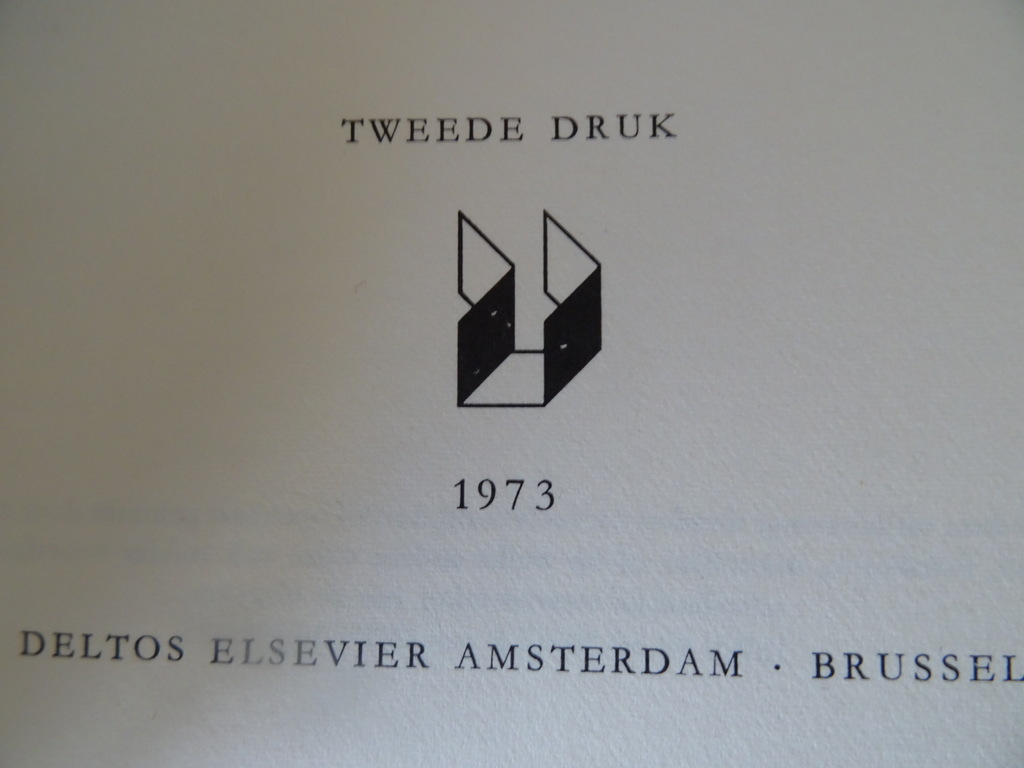 TWEEDE DRUK
1973
DELTOS ELSEVIER AMSTERDAM · BRUSSEL